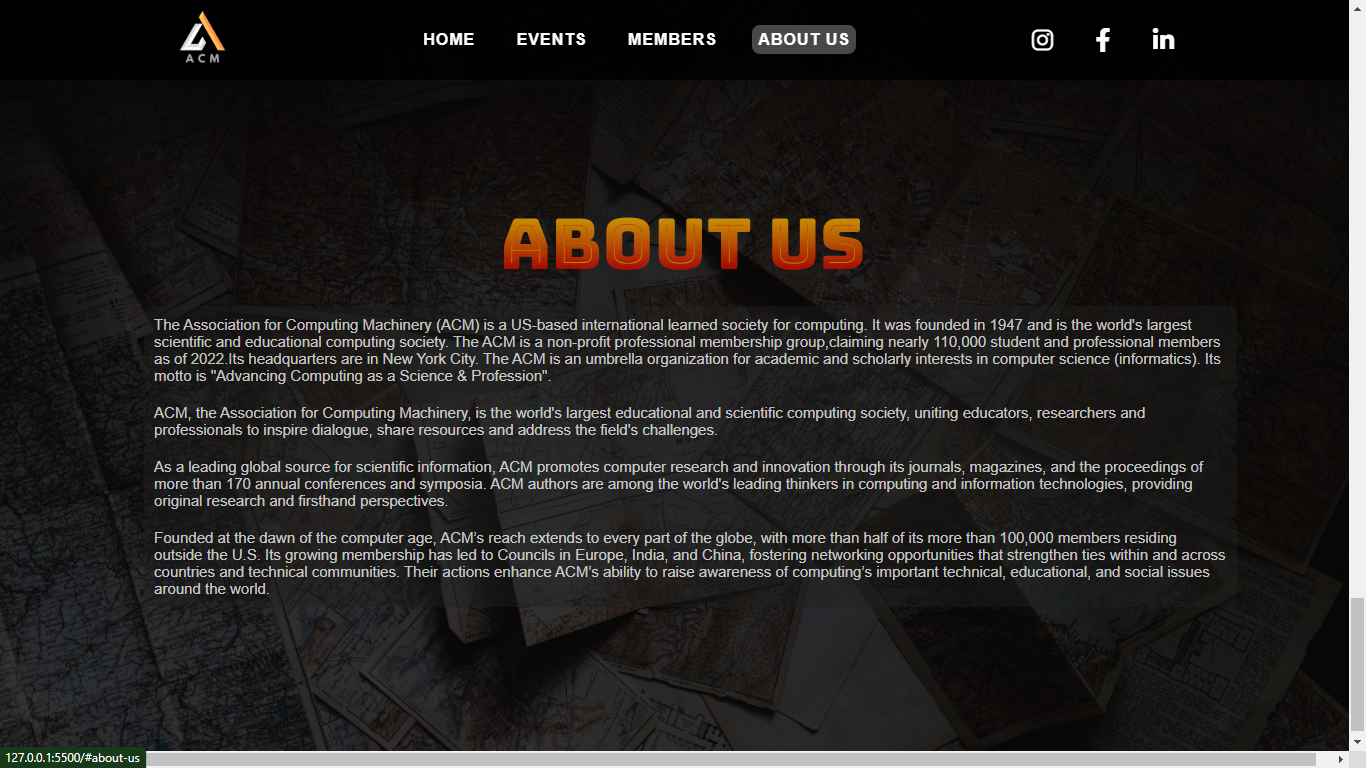 ACM
HOME
EVENTS
MEMBERS
ABOUT US
ABOUT US
The Association for Computing Machinery (ACM) is a US-based international learned society for computing. It was founded in 1947 and is the world's largest
scientific and educational computing society. The ACM is a non-profit professional membership group,claiming nearly 110,000 student and professional members
as of 2022.Its headquarters are in New York City. The ACM is an umbrella organization for academic and scholarly interests in computer science (informatics). Its
motto is "Advancing Computing as a Science & Profession".
ACM, the Association for Computing Machinery, is the world's largest educational and scientific computing society, uniting educators, researchers and
professionals to inspire dialogue, share resources and address the field's challenges.
As a leading global source for scientific information, ACM promotes computer research and innovation through its journals, magazines, and the proceedings of
more than 170 annual conferences and symposia. ACM authors are among the world's leading thinkers in computing and information technologies, providing
original research and firsthand perspectives.
Founded at the dawn of the computer age, ACM’s reach extends to every part of the globe, with more than half of its more than 100,000 members residing
outside the U.S. Its growing membership has led to Councils in Europe, India, and China, fostering networking opportunities that strengthen ties within and across
countries and technical communities. Their actions enhance ACM’s ability to raise awareness of computing’s important technical, educational, and social issues
around the world.
127.0.0.1:5500/#about-us